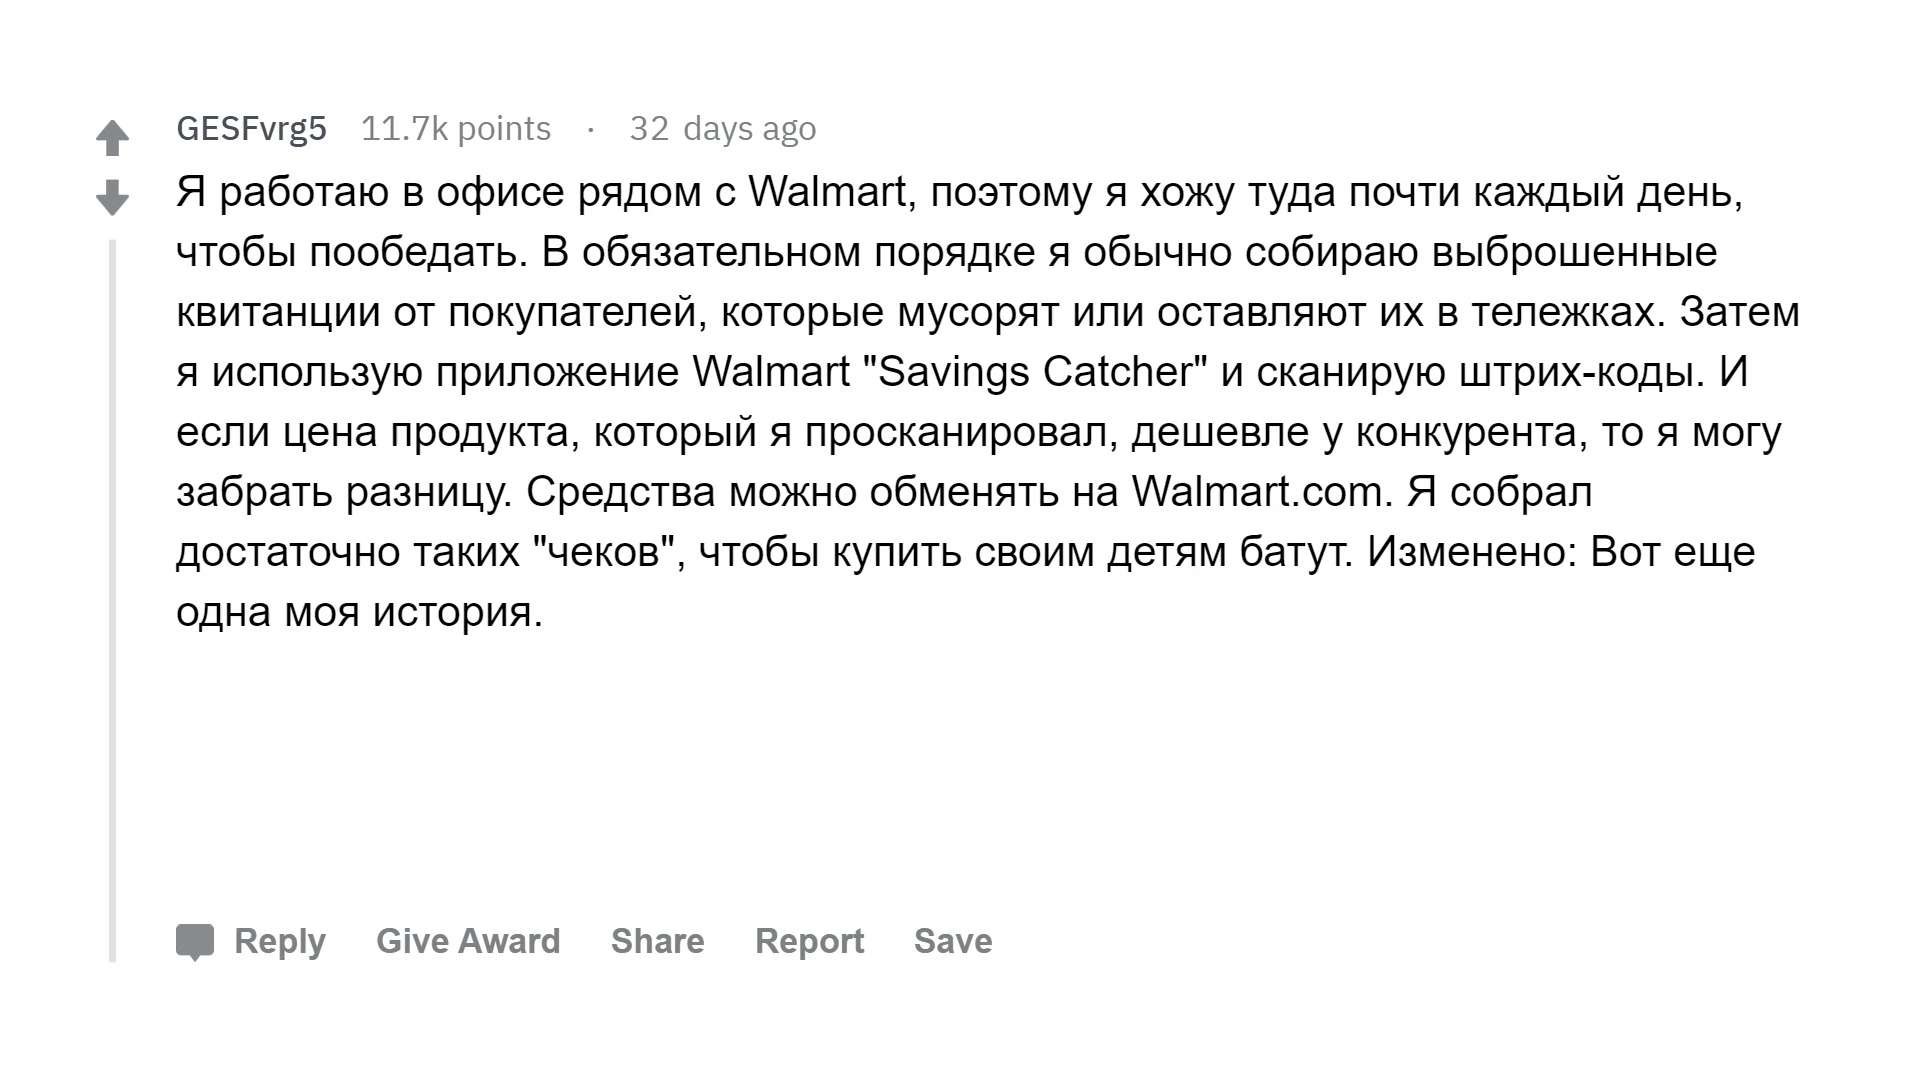 GESFvrg5 11.7k points · 32 days ago
Я работаю в офисе рядом с Walmart, поэтому я хожу туда почти каждый день,
чтобы пообедать. В обязательном порядке я обычно собираю выброшенные
квитанции от покупателей, которые мусорят или оставляют их в тележках. Затем
я использую приложение Walmart "Savings Catcher" и сканирую штрих-коды. И
если цена продукта, который я просканировал, дешевле у конкурента, то я могу
забрать разницу. Средства можно обменять на Walmart.com. Я собрал
достаточно таких "чеков", чтобы купить своим детям батут. Изменено: Вот еще
одна моя история.
Reply Give Award Share Report Save